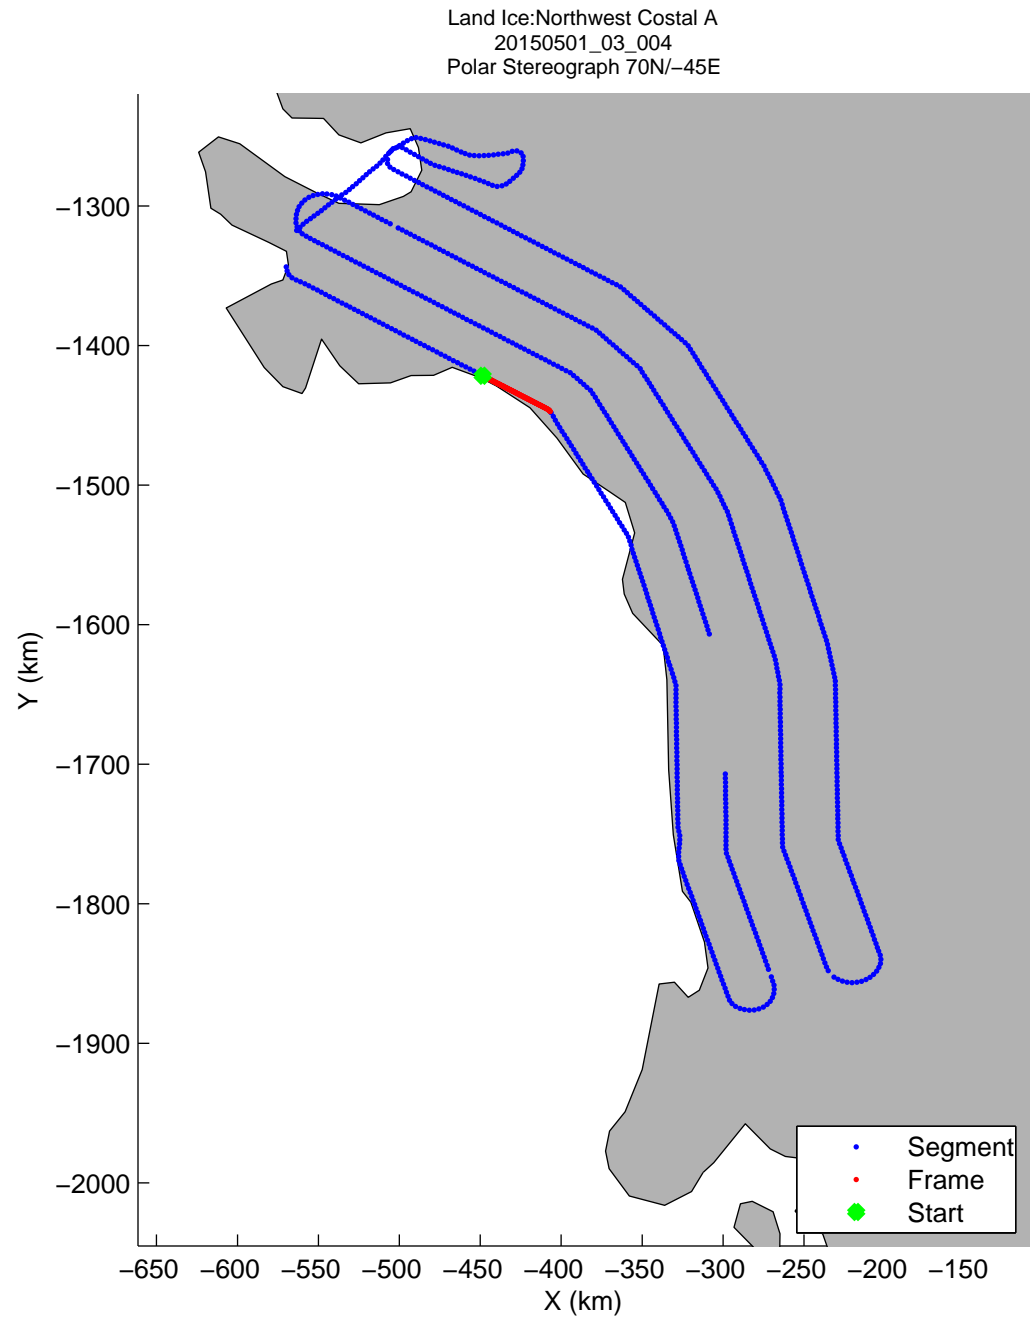 Land Ice:Northwest Costal A
20150501_03_004
Polar Stereograph 70N/−45E
−1300
−1400
−1500
−1600
−1700
−1800
−1900
−2000
Y (km)
Segment
Frame
Start
−650 −600 −550 −500 −450 −400 −350 −300 −250 −200 −150
X (km)